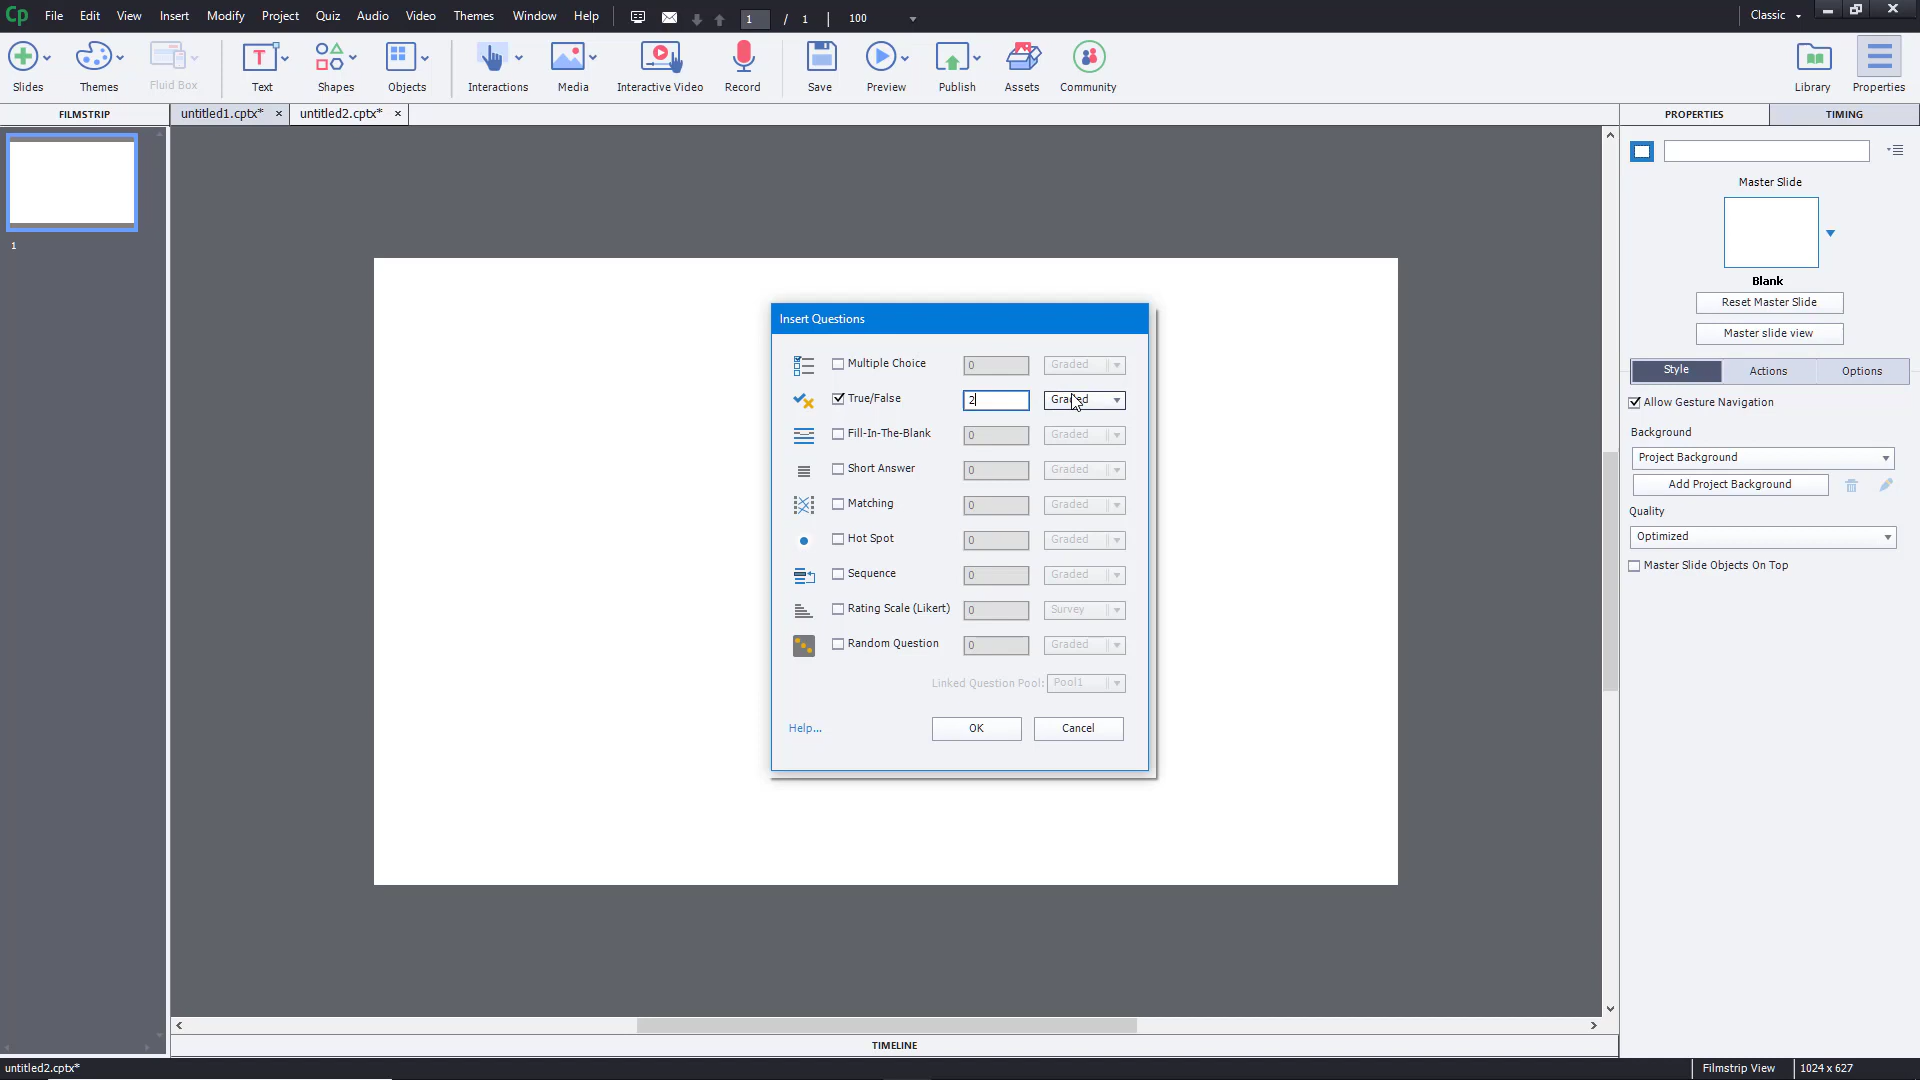 Cp File Edit View Insert Modify Project Quiz Audio Video Themes Window Help 1 / 1 | 100 Classic
Slides Themes Fluid Box Text Shapes Objects Interactions Media Interactive Video Record Save Preview Publish Assets Community Library Properties
FILMSTRIP untitled1.cptx* × untitled2.cptx* × PROPERTIES TIMING
1
Insert Questions
Multiple Choice 0 Graded
True/False 2 Graded
Fill-In-The-Blank 0 Graded
Short Answer 0 Graded
Matching 0 Graded
Hot Spot 0 Graded
Sequence 0 Graded
Rating Scale (Likert) 0 Survey
Random Question 0 Graded
Linked Question Pool: Pool1
Help... OK Cancel
Master Slide
Blank
Reset Master Slide
Master slide view
Style Actions Options
Allow Gesture Navigation
Background
Project Background
Add Project Background
Quality
Optimized
Master Slide Objects On Top
TIMELINE
untitled2.cptx* Filmstrip View 1024 x 627